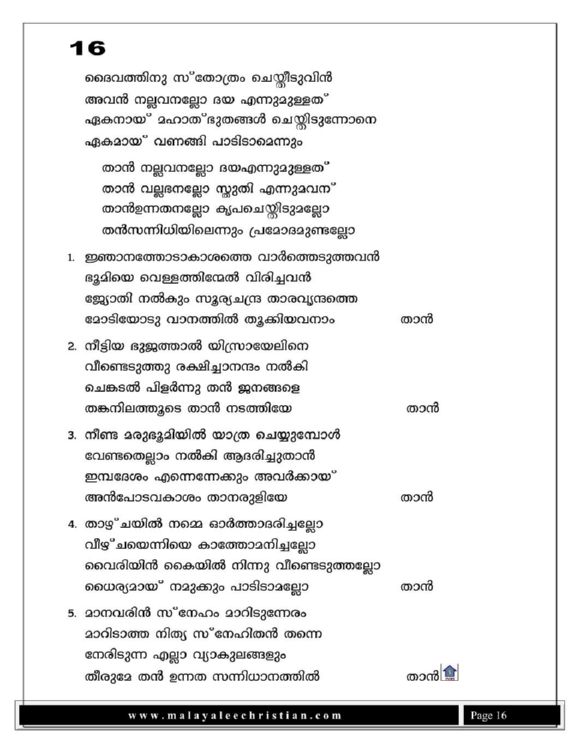 16
ദൈവത്തിനു സ്തോത്രം ചെയ്തീടുവിൻ
അവൻ നല്ലവനല്ലോ ദയ എന്നുമുള്ളത്
ഏകനായ് മഹാത്ഭുതങ്ങൾ ചെയ്തിടുന്നോനെ
ഏകമായ് വണങ്ങി പാടിടാമെന്നും
താൻ നല്ലവനല്ലോ ദയഎന്നുമുള്ളത്
താൻ വല്ലഭനല്ലോ സ്തുതി എന്നുമവന്
താൻഉന്നതനല്ലോ കൃപചെയ്തിടുമല്ലോ
തൻസന്നിധിയിലെന്നും പ്രമോദമുണ്ടല്ലോ
1. ജ്ഞാനത്തോടാകാശത്തെ വാർത്തെടുത്തവൻ
ഭൂമിയെ വെള്ളത്തിന്മേൽ വിരിച്ചവൻ
ജ്യോതി നൽകും സൂര്യചന്ദ്ര താരവൃന്ദത്തെ
മോടിയോടു വാനത്തിൽ തൂക്കിയവനാം താൻ
2. നീട്ടിയ ഭുജത്താൽ യിസ്രായേലിനെ
വീണ്ടെടുത്തു രക്ഷിച്ചാനന്ദം നൽകി
ചെങ്കടൽ പിളർന്നു തൻ ജനങ്ങളെ
തങ്കനിലത്തൂടെ താൻ നടത്തിയേ താൻ
3. നീണ്ട മരുഭൂമിയിൽ യാത്ര ചെയ്യുമ്പോൾ
വേണ്ടതെല്ലാം നൽകി ആദരിച്ചുതാൻ
ഇമ്പദേശം എന്നെന്നേക്കും അവർക്കായ്
അൻപോടവകാശം താനരുളിയേ താൻ
4. താഴ്ചയിൽ നമ്മെ ഓർത്താദരിച്ചല്ലോ
വീഴ്ചയെന്നിയെ കാത്തോമനിച്ചല്ലോ
വൈരിയിൻ കൈയിൽ നിന്നു വീണ്ടെടുത്തല്ലോ
ധൈര്യമായ് നമുക്കും പാടിടാമല്ലോ താൻ
5. മാനവരിൻ സ്നേഹം മാറിടുന്നേരം
മാറിടാത്ത നിത്യ സ്നേഹിതൻ തന്നെ
നേരിടുന്ന എല്ലാ വ്യാകുലങ്ങളും
തീരുമേ തൻ ഉന്നത സന്നിധാനത്തിൽ താൻ
www.malayaleechristian.com Page 16